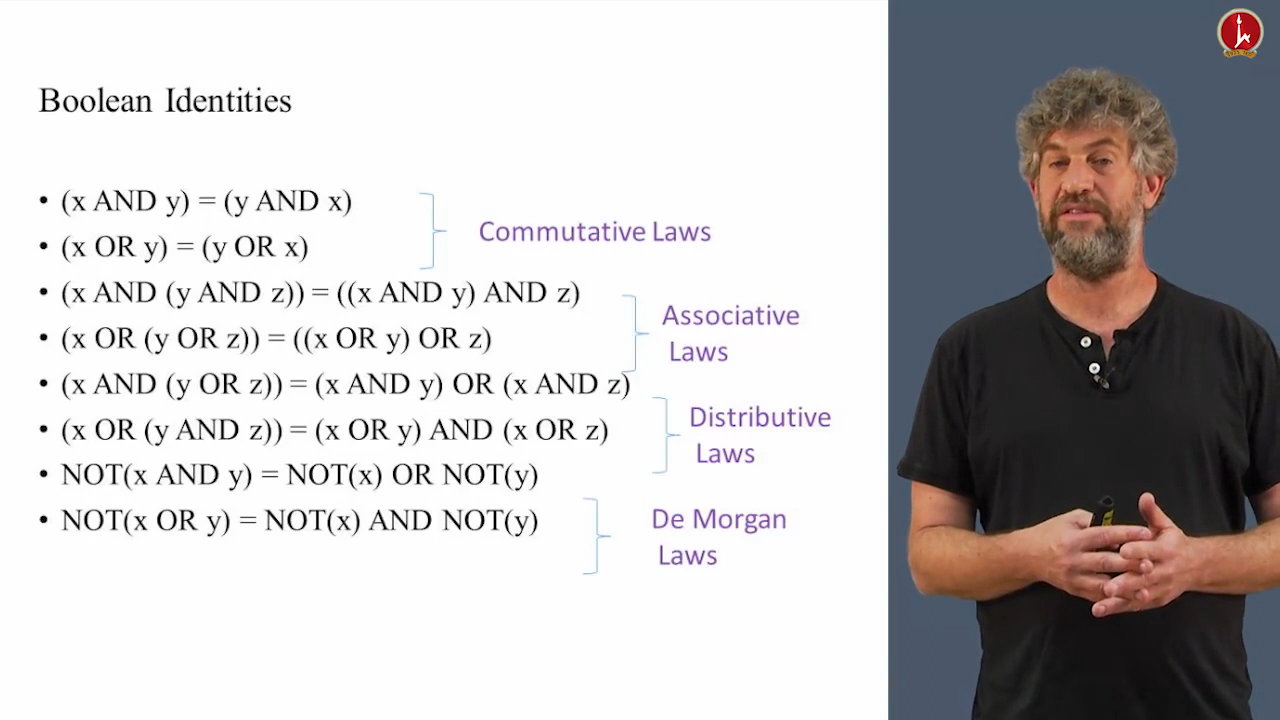 Boolean Identities
• (x AND y) = (y AND x)
• (x OR y) = (y OR x)
Commutative Laws
• (x AND (y AND z)) = ((x AND y) AND z)
• (x OR (y OR z)) = ((x OR y) OR z)
Associative
Laws
• (x AND (y OR z)) = (x AND y) OR (x AND z)
• (x OR (y AND z)) = (x OR y) AND (x OR z)
Distributive
Laws
• NOT(x AND y) = NOT(x) OR NOT(y)
• NOT(x OR y) = NOT(x) AND NOT(y)
De Morgan
Laws